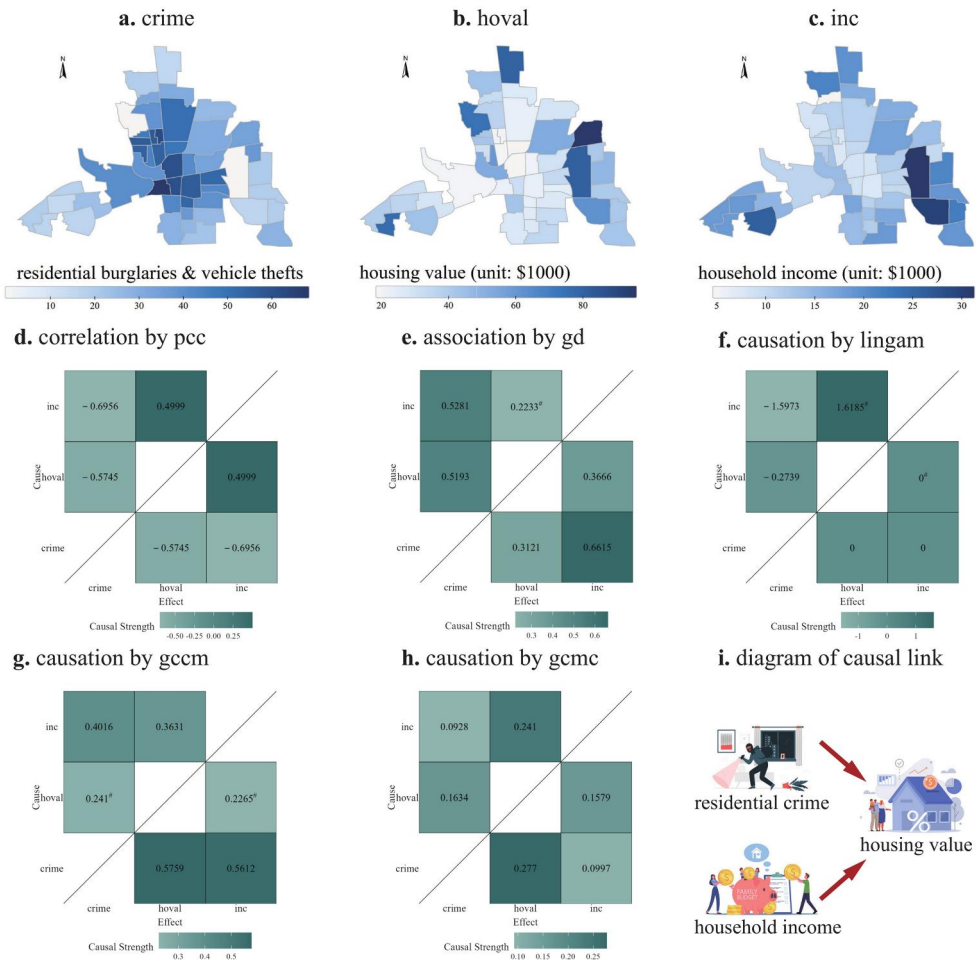 a. crime
b. hoval
c. inc
N
N
N
residential burglaries & vehicle thefts
housing value (unit: $1000)
household income (unit: $1000)
10 20 30 40 50 60
20 40 60 80
5 10 15 20 25 30
d. correlation by pcc
e. association by gd
f. causation by lingam
inc
− 0.6956
0.4999
Cause
hoval
− 0.5745
0.4999
crime
− 0.5745
− 0.6956
crime
hoval
inc
Effect
Causal Strength
-0.50 -0.25 0.00 0.25
inc
0.5281
0.2233#
Cause
hoval
0.5193
0.3666
crime
0.3121
0.6615
crime
hoval
inc
Effect
Causal Strength
0.3 0.4 0.5 0.6
inc
− 1.5973
1.6185#
Cause
hoval
− 0.2739
0#
crime
0
0
crime
hoval
inc
Effect
Causal Strength
-1 0 1
g. causation by gccm
h. causation by gcmc
i. diagram of causal link
inc
0.4016
0.3631
Cause
hoval
0.241#
0.2265#
crime
0.5759
0.5612
crime
hoval
inc
Effect
Causal Strength
0.3 0.4 0.5
inc
0.0928
0.241
Cause
hoval
0.1634
0.1579
crime
0.277
0.0997
crime
hoval
inc
Effect
Causal Strength
0.10 0.15 0.20 0.25
residential crime
%
housing value
FAMILY
BUDGET
household income